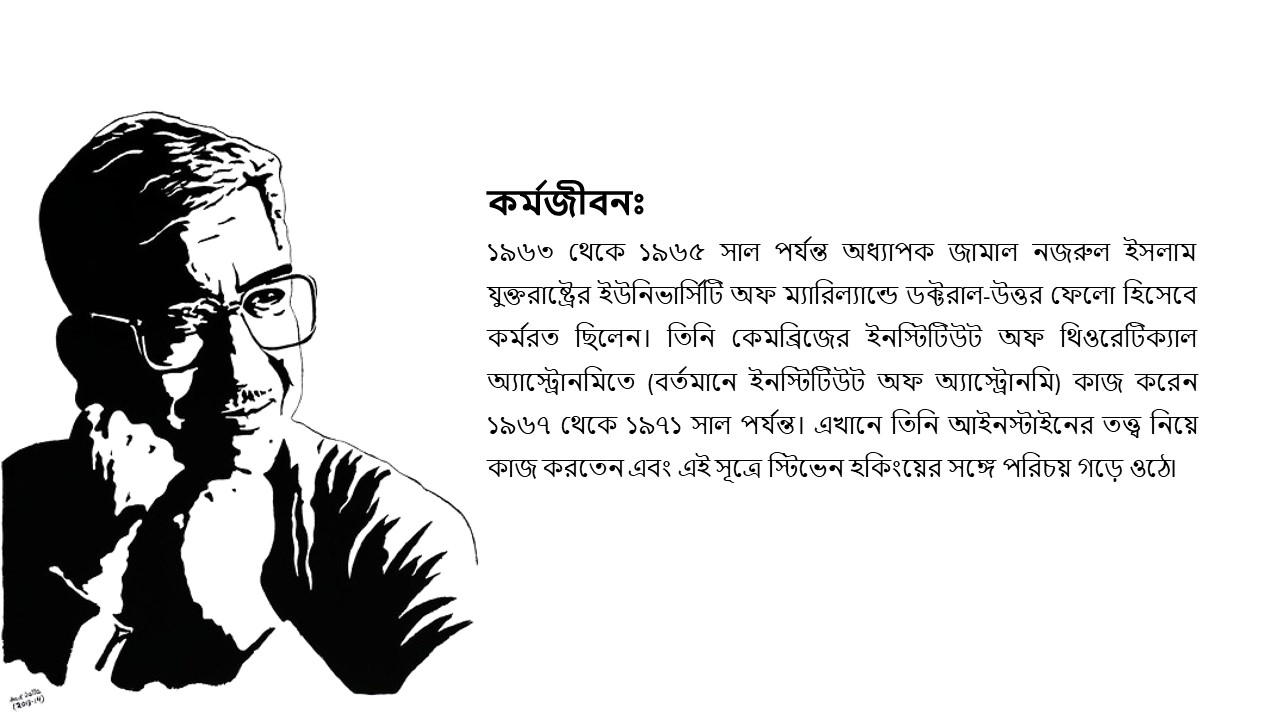 কর্মজীবনঃ
১৯৬৩ থেকে ১৯৬৫ সাল পর্যন্ত অধ্যাপক জামাল নজরুল ইসলাম
যুক্তরাষ্ট্রের ইউনিভার্সিটি অফ ম্যারিল্যান্ডে ডক্টরাল-উত্তর ফেলো হিসেবে
কর্মরত ছিলেন। তিনি কেমব্রিজের ইনস্টিটিউট অফ থিওরেটিক্যাল
অ্যাস্ট্রোনমিতে (বর্তমানে ইনস্টিটিউট অফ অ্যাস্ট্রোনমি) কাজ করেন
১৯৬৭ থেকে ১৯৭১ সাল পর্যন্ত। এখানে তিনি আইনস্টাইনের তত্ত্ব নিয়ে
কাজ করতেন এবং এই সূত্রে স্টিভেন হকিংয়ের সঙ্গে পরিচয় গড়ে ওঠে।
(2013-14)